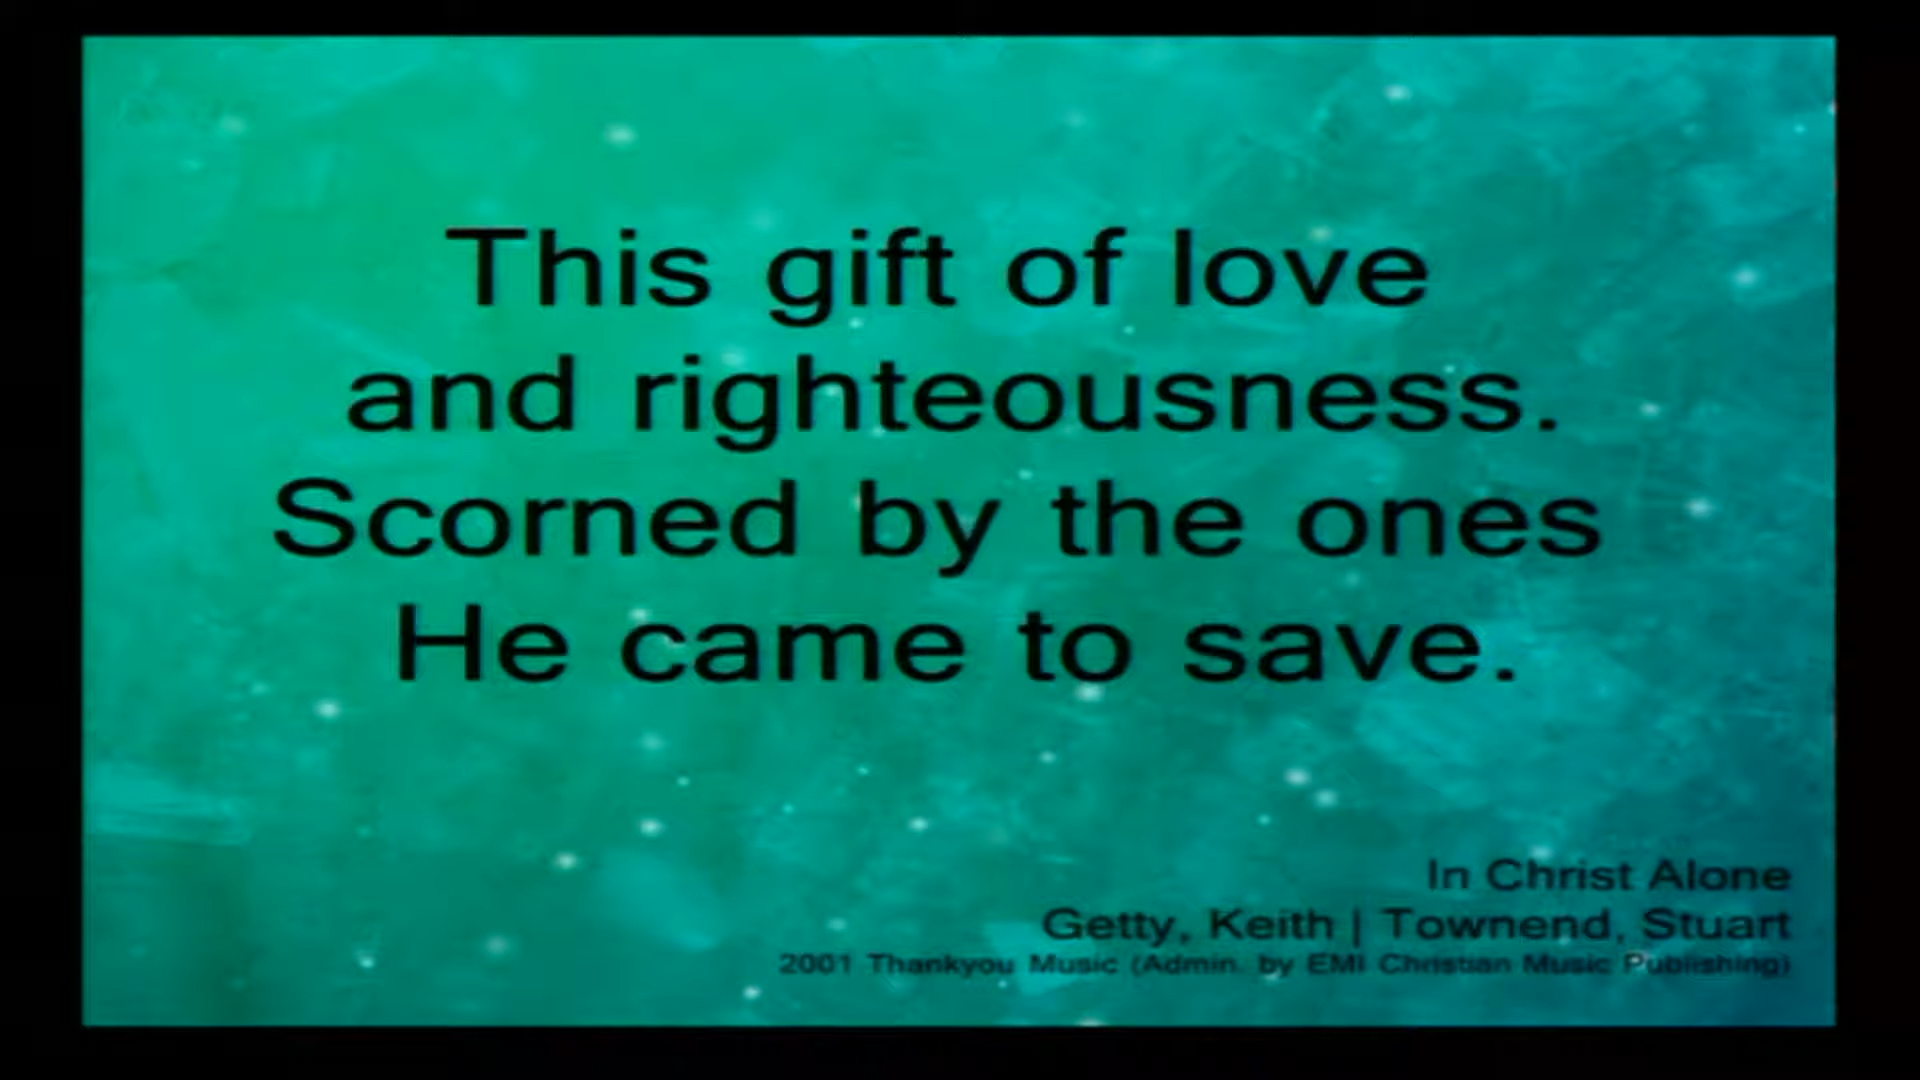 This gift of love
and righteousness.
Scorned by the ones
He came to save.
In Christ Alone
Getty, Keith | Townend, Stuart
2001 Thankyou Music (Admin. by EMI Christian Music Publishing)